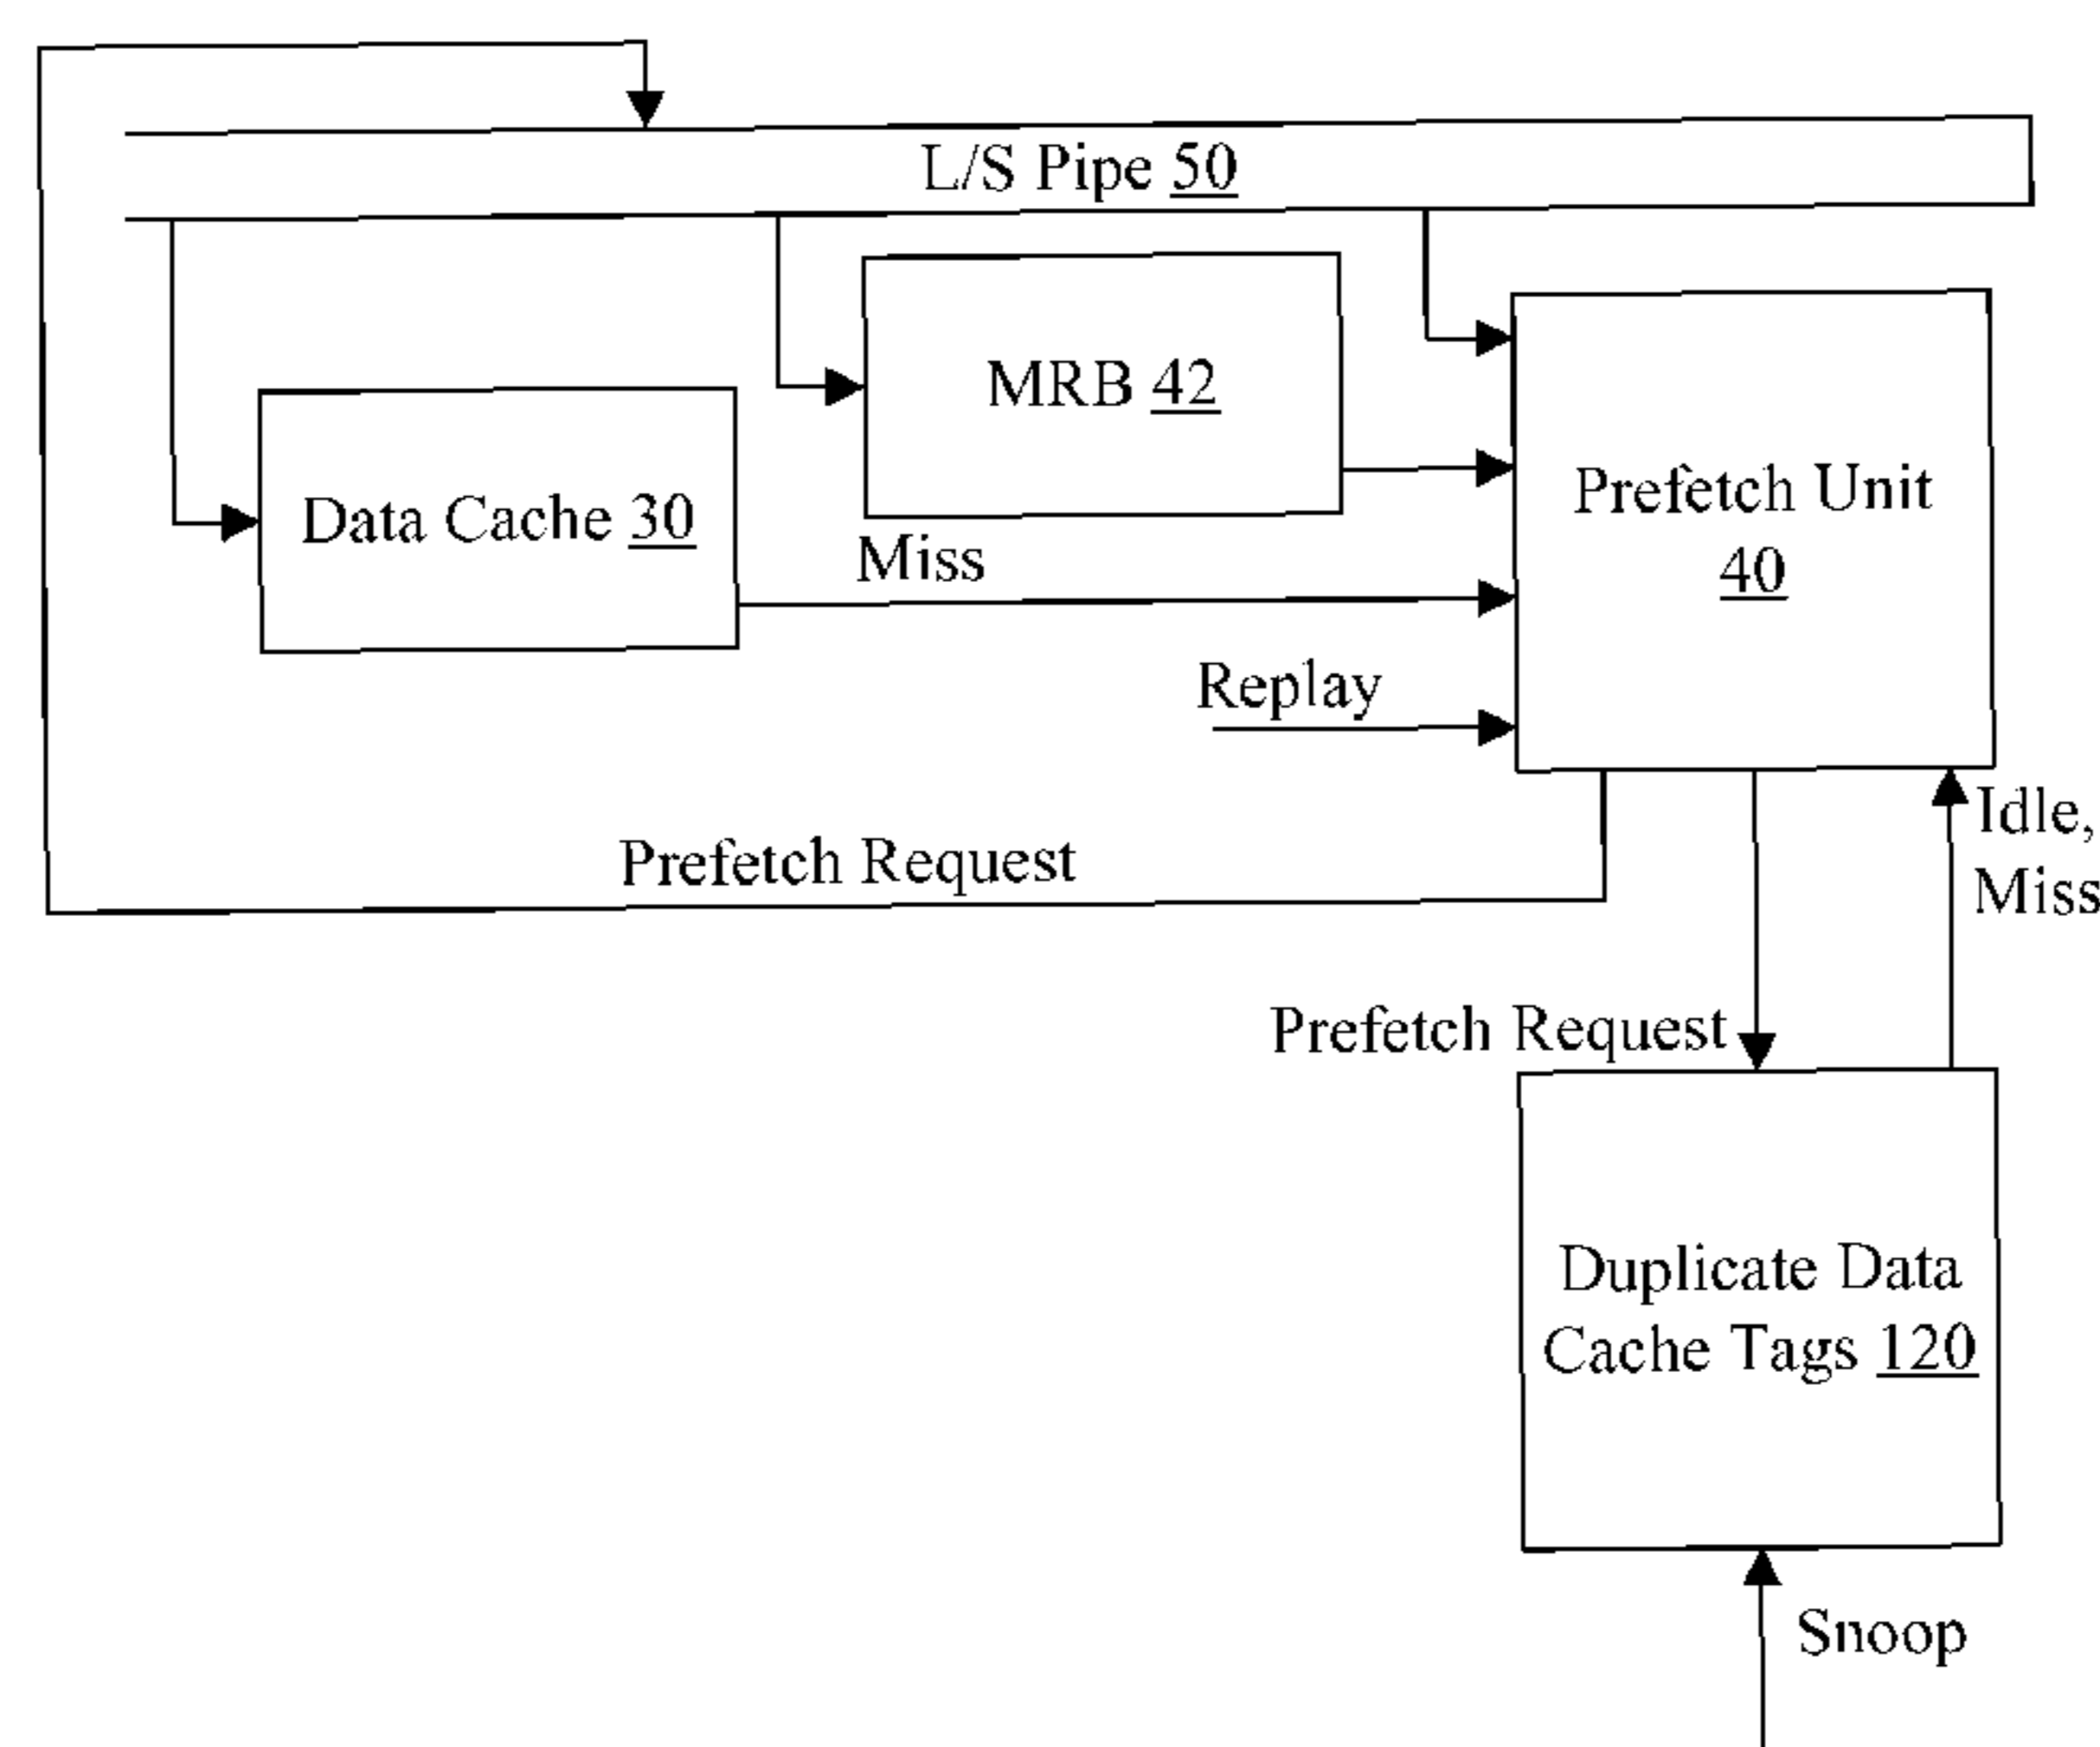 L/S Pipe 50
MRB 42
Data Cache 30
Miss
Prefetch Unit
40
Replay
Idle,
Miss
Prefetch Request
Prefetch Request
Duplicate Data
Cache Tags 120
Snoop